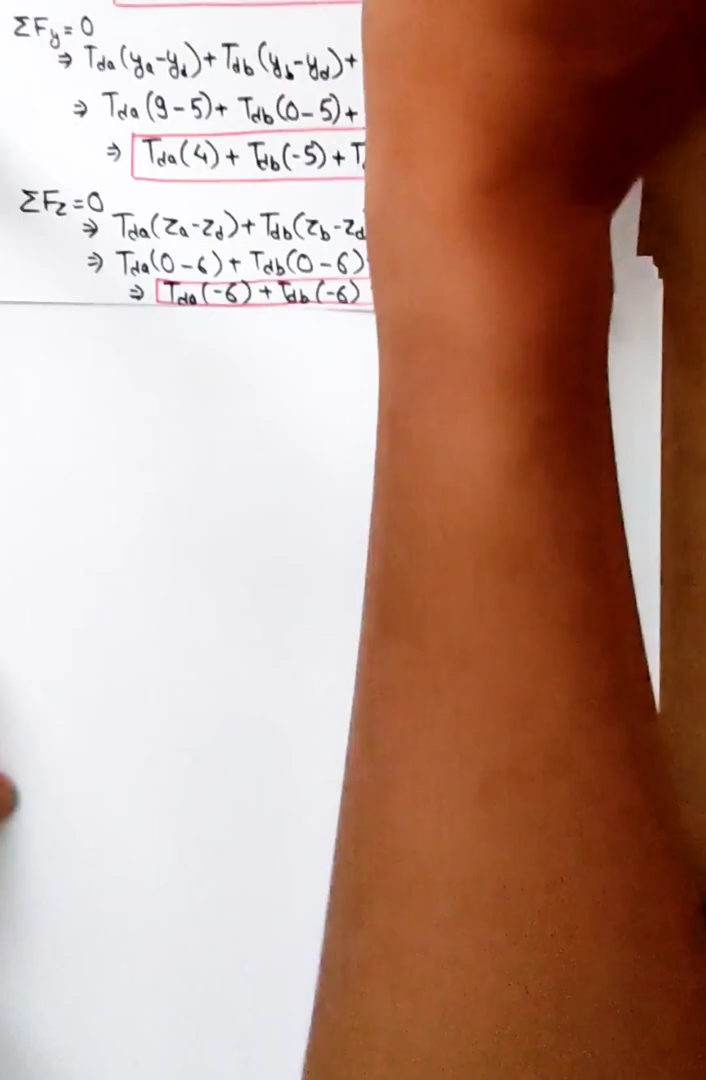 ΣFy=0
⇒ Tda(ya-yd)+Tdb(yb-yd)+
⇒ Tda(9-5)+Tdb(0-5)+
⇒ Tda(4)+Tdb(-5)+T
ΣFz=0
⇒ Tda(za-zd)+Tdb(zb-zd
⇒ Tda(0-6)+Tdb(0-6)
⇒ Tda(-6)+Tdb(-6)